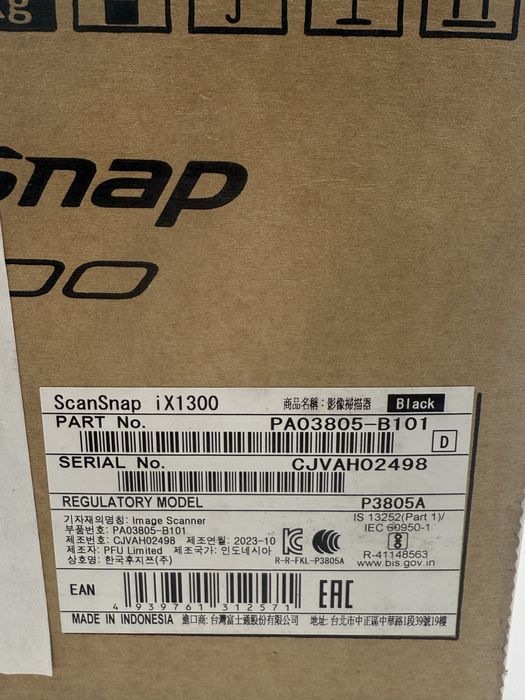 kg
Snap
00
ScanSnap iX1300 商品名稱：影像掃描器 Black
PART No. PA03805-B101
D
SERIAL No. CJVAH02498
REGULATORY MODEL P3805A
기자재의명칭: Image Scanner
부품번호: PA03805-B101
제조번호: CJVAH02498 제조연월: 2023-10
제조자: PFU Limited 제조국가: 인도네시아
상호명: 한국후지쯔(주)
R-R-FKL-P3805A
IS 13252(Part 1)/
IEC 60950-1
R-41148563
www.bis.gov.in
EAN
4 939761 312571
EAC
MADE IN INDONESIA 進口商: 台灣富士通股份有限公司 地址: 台北市中正區中華路1段39號19樓